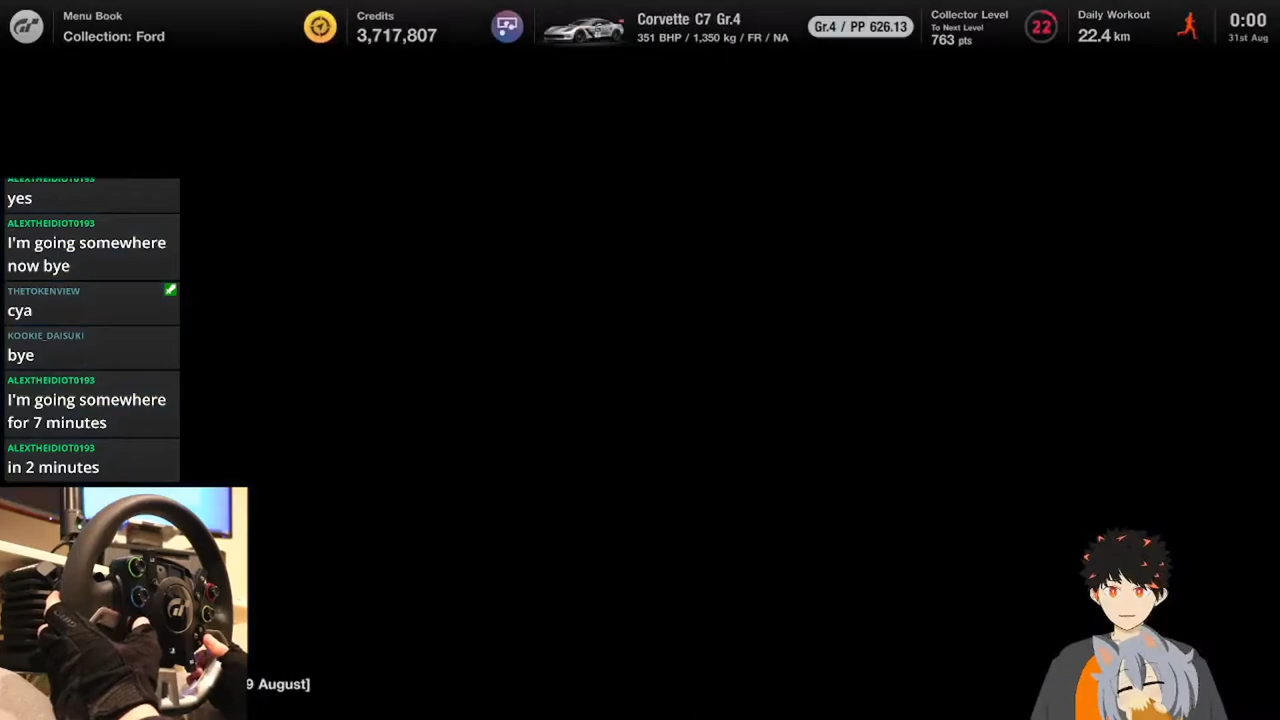 Menu Book
Collection: Ford
Credits
3,717,807
Corvette C7 Gr.4
351 BHP / 1,350 kg / FR / NA
Gr.4 / PP 626.13
Collector Level
To Next Level
763 pts
22
Daily Workout
22.4 km
0:00
31st Aug
ALEXTHEIDIOT0193
yes
ALEXTHEIDIOT0193
I'm going somewhere
now bye
THETOKENVIEW
cya
KOOKIE_DAISUKI
bye
ALEXTHEIDIOT0193
I'm going somewhere
for 7 minutes
ALEXTHEIDIOT0193
in 2 minutes
9 August]